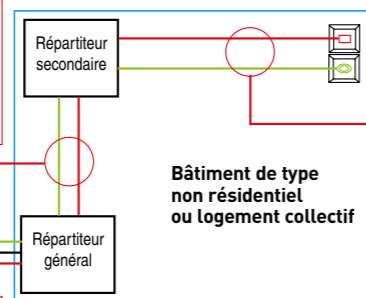 Répartiteur
secondaire
Bâtiment de type
non résidentiel
ou logement collectif
Répartiteur
général